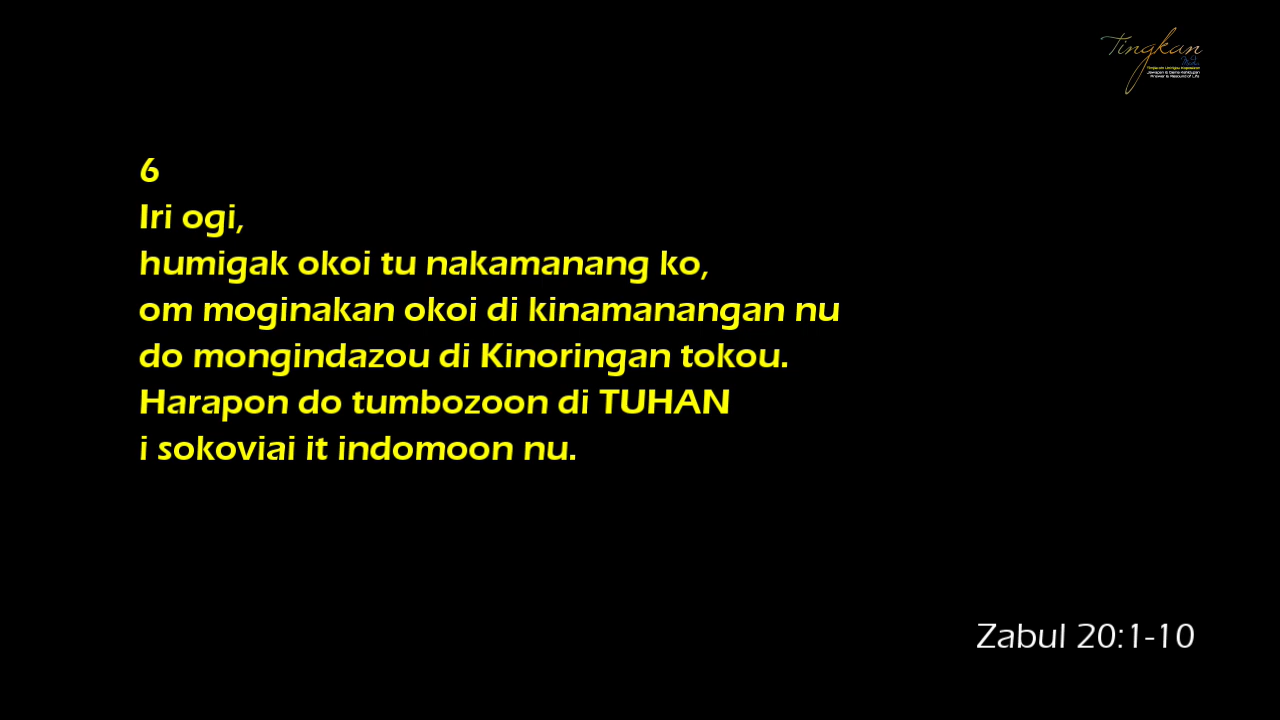 Tingkan
Media
6
Iri ogi,
humigak okoi tu nakamanang ko,
om moginakan okoi di kinamanangan nu
do mongindazou di Kinoringan tokou.
Harapon do tumbozoon di TUHAN
i sokoviai it indomoon nu.
Zabul 20:1-10